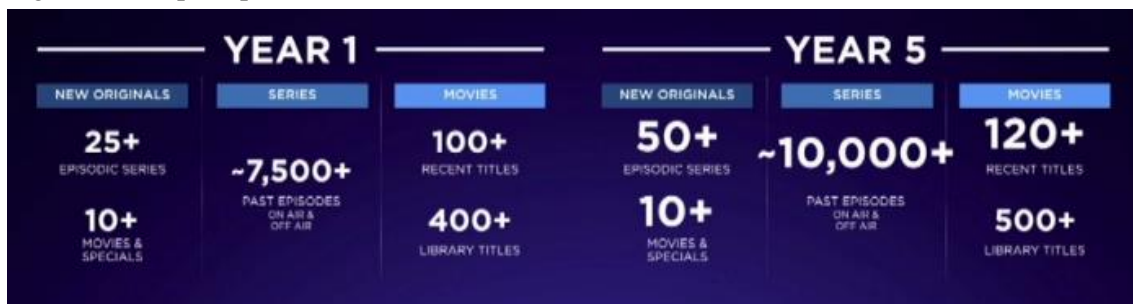 YEAR 1
NEW ORIGINALS
25+
EPISODIC SERIES
10+
MOVIES &
SPECIALS
SERIES
~7,500+
PAST EPISODES
ON AIR &
OFF AIR
MOVIES
100+
RECENT TITLES
400+
LIBRARY TITLES
YEAR 5
NEW ORIGINALS
50+
EPISODIC SERIES
10+
MOVIES &
SPECIALS
SERIES
~10,000+
PAST EPISODES
ON AIR &
OFF AIR
MOVIES
120+
RECENT TITLES
500+
LIBRARY TITLES